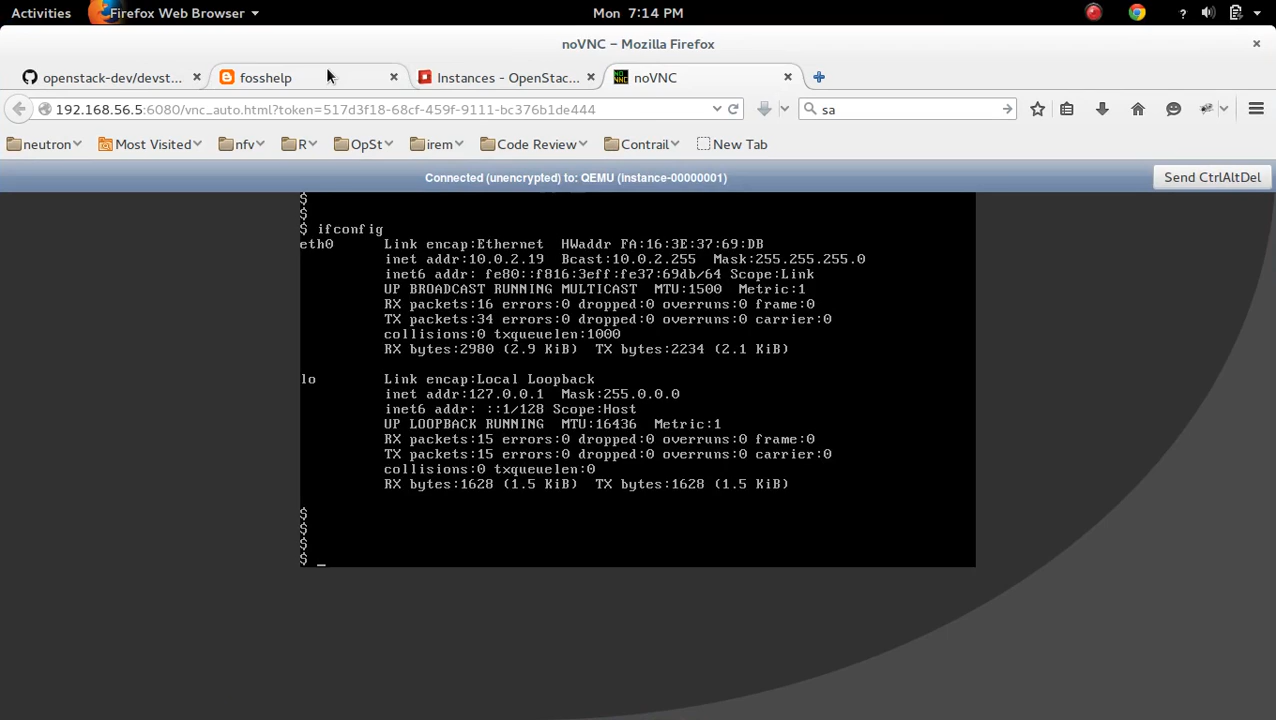 Activities Firefox Web Browser Mon 7:14 PM ?
noVNC – Mozilla Firefox
openstack-dev/devst... fosshelp Instances - OpenStac... noVNC
192.168.56.5:6080/vnc_auto.html?token=517d3f18-68cf-459f-9111-bc376b1de444 sa
neutron Most Visited nfv R OpSt irem Code Review Contrail New Tab
Connected (unencrypted) to: QEMU (instance-00000001) Send CtrlAltDel
$
$
$ ifconfig
eth0 Link encap:Ethernet HWaddr FA:16:3E:37:69:DB
inet addr:10.0.2.19 Bcast:10.0.2.255 Mask:255.255.255.0
inet6 addr: fe80::f816:3eff:fe37:69db/64 Scope:Link
UP BROADCAST RUNNING MULTICAST MTU:1500 Metric:1
RX packets:16 errors:0 dropped:0 overruns:0 frame:0
TX packets:34 errors:0 dropped:0 overruns:0 carrier:0
collisions:0 txqueuelen:1000
RX bytes:2980 (2.9 KiB) TX bytes:2234 (2.1 KiB)
lo Link encap:Local Loopback
inet addr:127.0.0.1 Mask:255.0.0.0
inet6 addr: ::1/128 Scope:Host
UP LOOPBACK RUNNING MTU:16436 Metric:1
RX packets:15 errors:0 dropped:0 overruns:0 frame:0
TX packets:15 errors:0 dropped:0 overruns:0 carrier:0
collisions:0 txqueuelen:0
RX bytes:1628 (1.5 KiB) TX bytes:1628 (1.5 KiB)
$
$
$
$ _